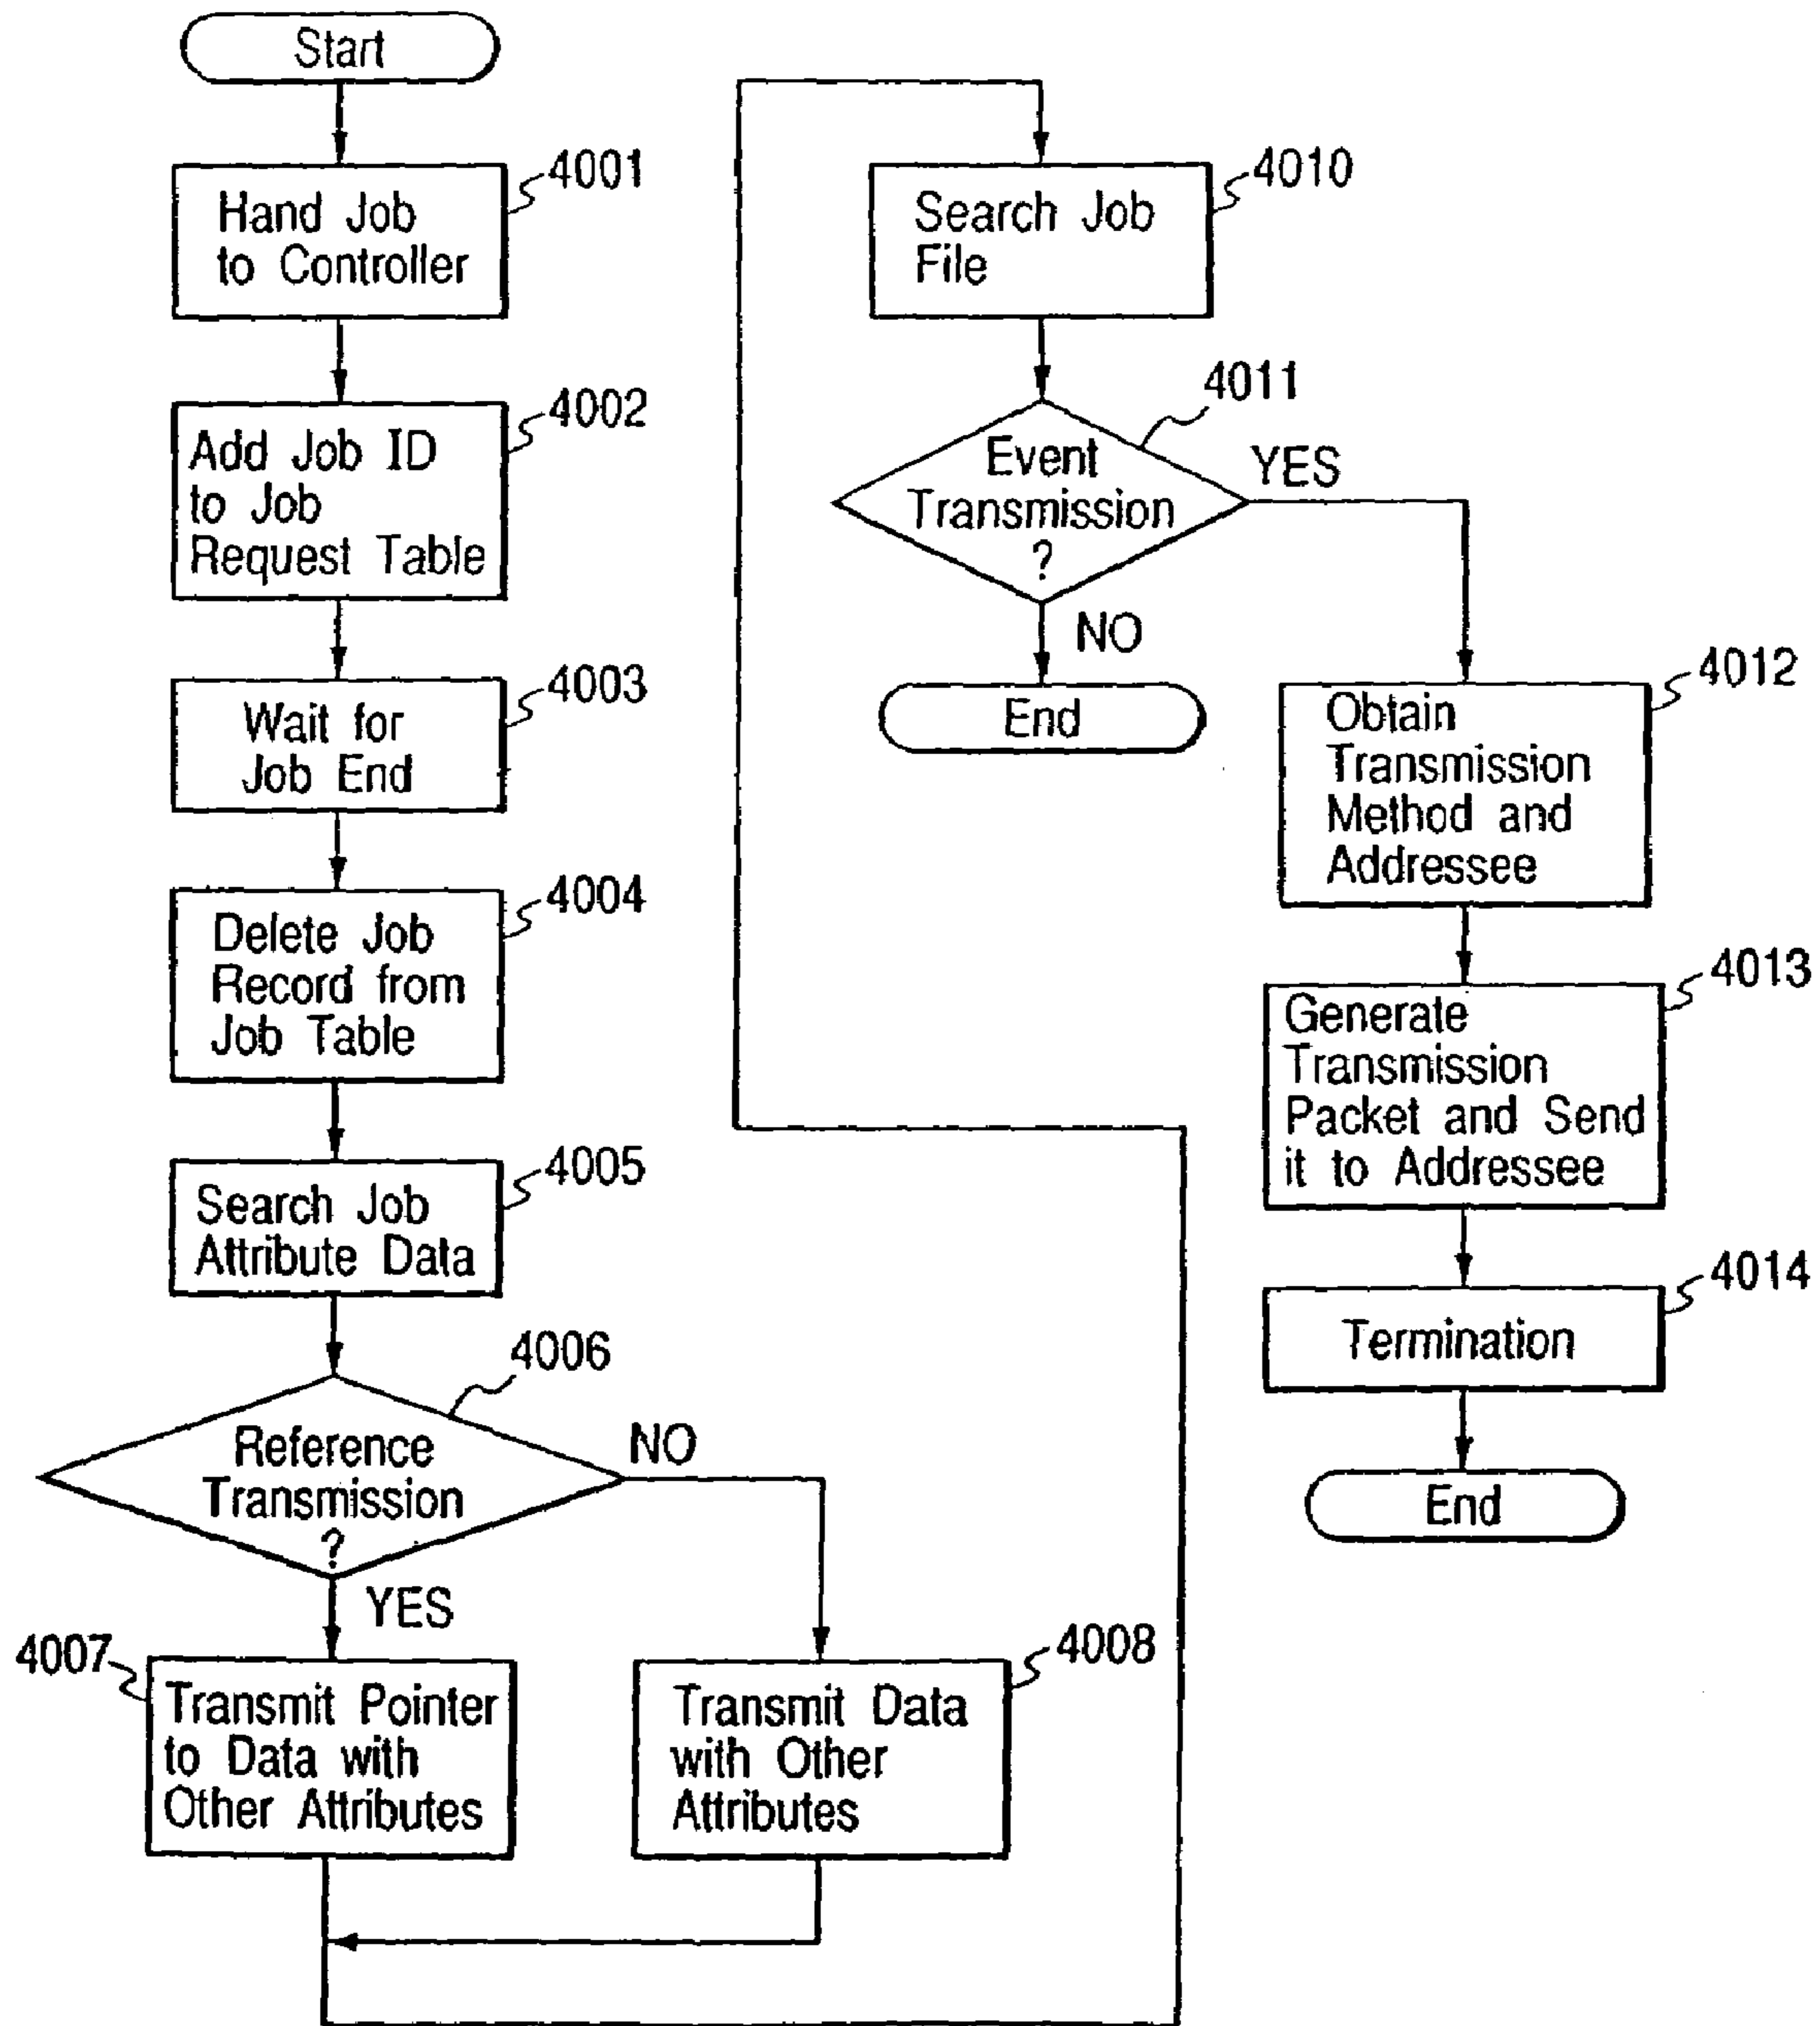 Start
4001
Hand Job
to Controller
4002
Add Job ID
to Job
Request Table
4003
Wait for
Job End
4004
Delete Job
Record from
Job Table
4005
Search Job
Attribute Data
4006
Reference
Transmission
?
NO
YES
4007
Transmit Pointer
to Data with
Other Attributes
4008
Transmit Data
with Other
Attributes
4010
Search Job
File
4011
Event
Transmission
?
YES
NO
End
4012
Obtain
Transmission
Method and
Addressee
4013
Generate
Transmission
Packet and Send
it to Addressee
4014
Termination
End